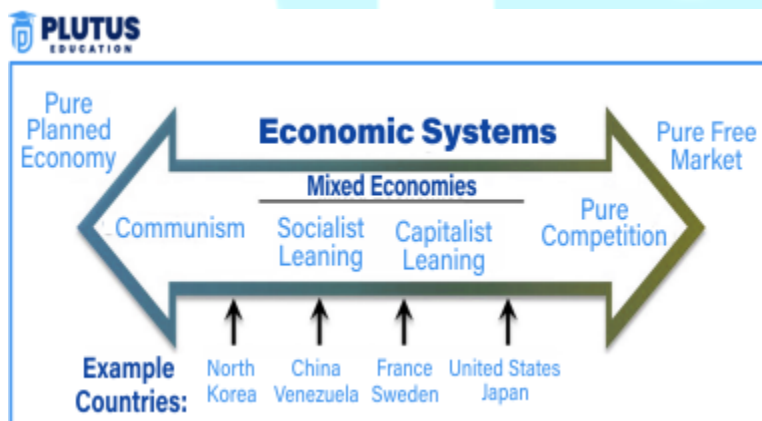 PLUTUS
EDUCATION
Pure
Planned
Economy
Economic Systems
Pure Free
Market
Mixed Economies
Communism
Socialist
Leaning
Capitalist
Leaning
Pure
Competition
Example
Countries:
North
Korea
China
Venezuela
France
Sweden
United States
Japan